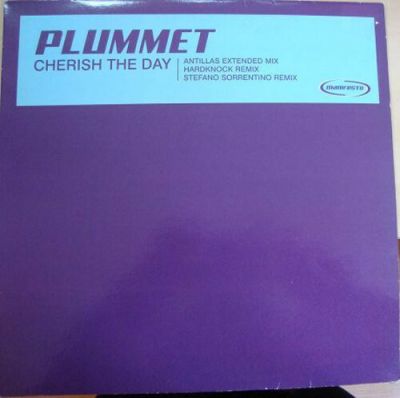 PLUMMET
CHERISH THE DAY
ANTILLAS EXTENDED MIX
HARDKNOCK REMIX
STEFANO SORRENTINO REMIX
manifesto